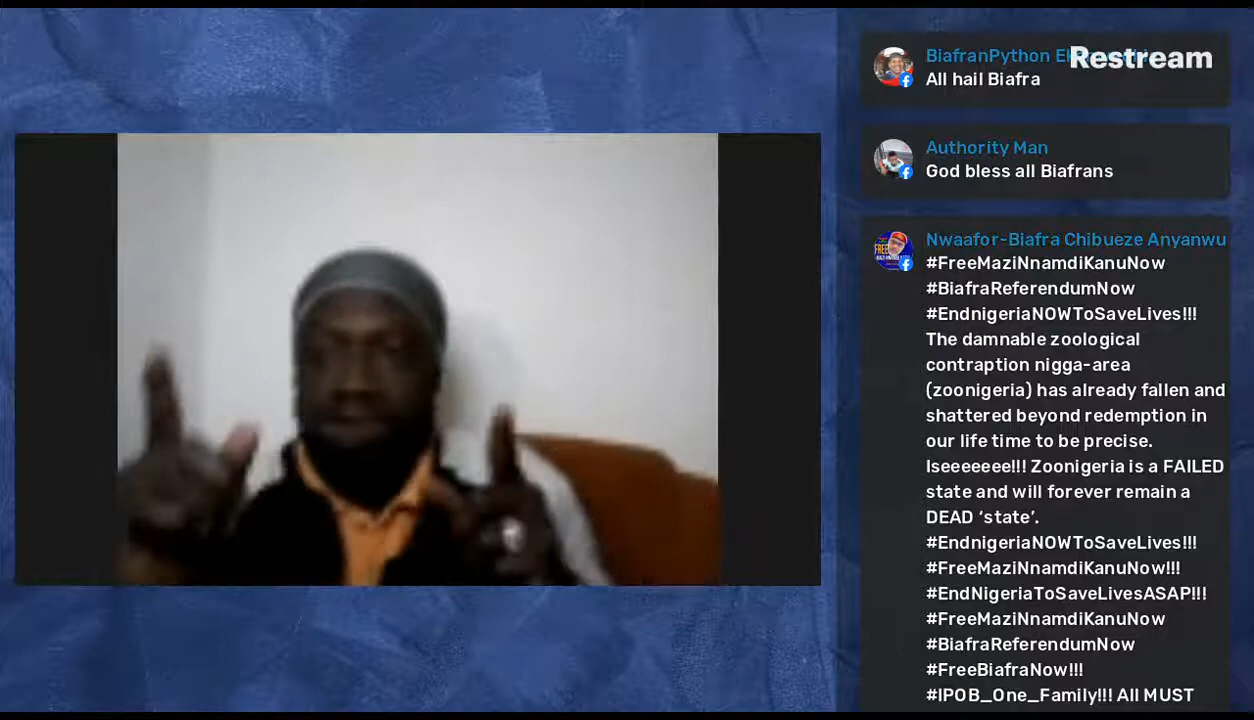 BiafranPython
Restream
All hail Biafra
Authority Man
God bless all Biafrans
Nwaafor-Biafra Chibueze Anyanwu
#FreeMaziNnamdiKanuNow
#BiafraReferendumNow
#EndnigeriaNOWToSaveLives!!!
The damnable zoological
contraption nigga-area
(zoonigeria) has already fallen and
shattered beyond redemption in
our life time to be precise.
Iseeeeeee!!! Zoonigeria is a FAILED
state and will forever remain a
DEAD ‘state’.
#EndnigeriaNOWToSaveLives!!!
#FreeMaziNnamdiKanuNow!!!
#EndNigeriaToSaveLivesASAP!!!
#FreeMaziNnamdiKanuNow
#BiafraReferendumNow
#FreeBiafraNow!!!
#IPOB_One_Family!!! All MUST